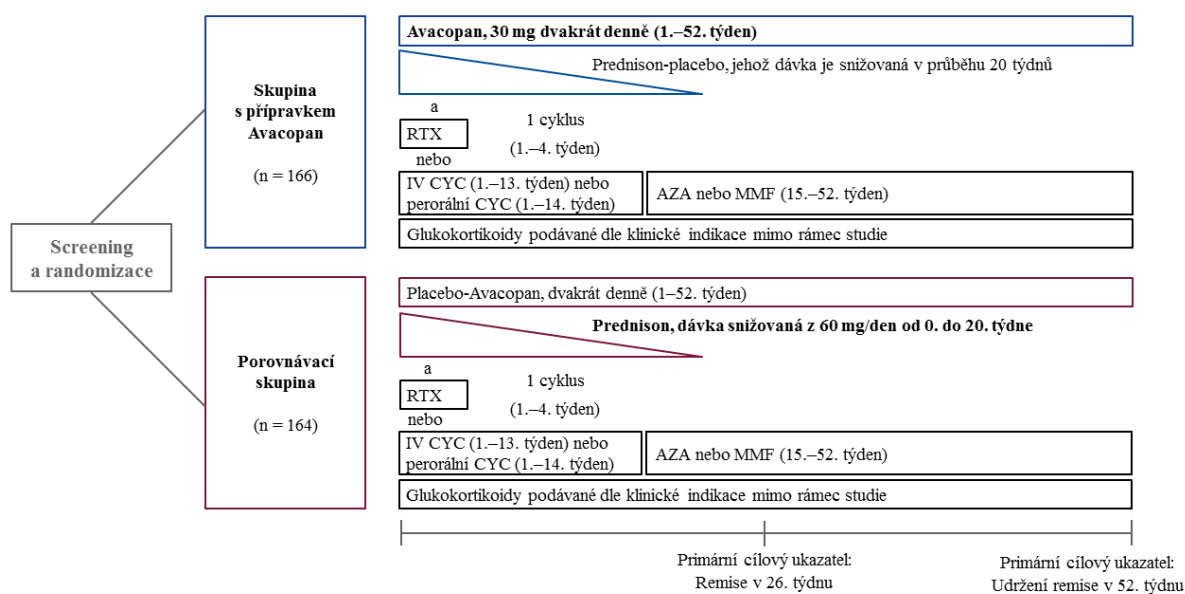 Screening
a randomizace
Skupina
s přípravkem
Avacopan
(n = 166)
Avacopan, 30 mg dvakrát denně (1.–52. týden)
Prednison-placebo, jehož dávka je snižovaná v průběhu 20 týdnů
a
RTX
1 cyklus
(1.–4. týden)
nebo
IV CYC (1.–13. týden) nebo
perorální CYC (1.–14. týden)
AZA nebo MMF (15.–52. týden)
Glukokortikoidy podávané dle klinické indikace mimo rámec studie
Porovnávací
skupina
(n = 164)
Placebo-Avacopan, dvakrát denně (1–52. týden)
Prednison, dávka snižovaná z 60 mg/den od 0. do 20. týdne
a
RTX
1 cyklus
(1.–4. týden)
nebo
IV CYC (1.–13. týden) nebo
perorální CYC (1.–14. týden)
AZA nebo MMF (15.–52. týden)
Glukokortikoidy podávané dle klinické indikace mimo rámec studie
Primární cílový ukazatel:
Remise v 26. týdnu
Primární cílový ukazatel:
Udržení remise v 52. týdnu